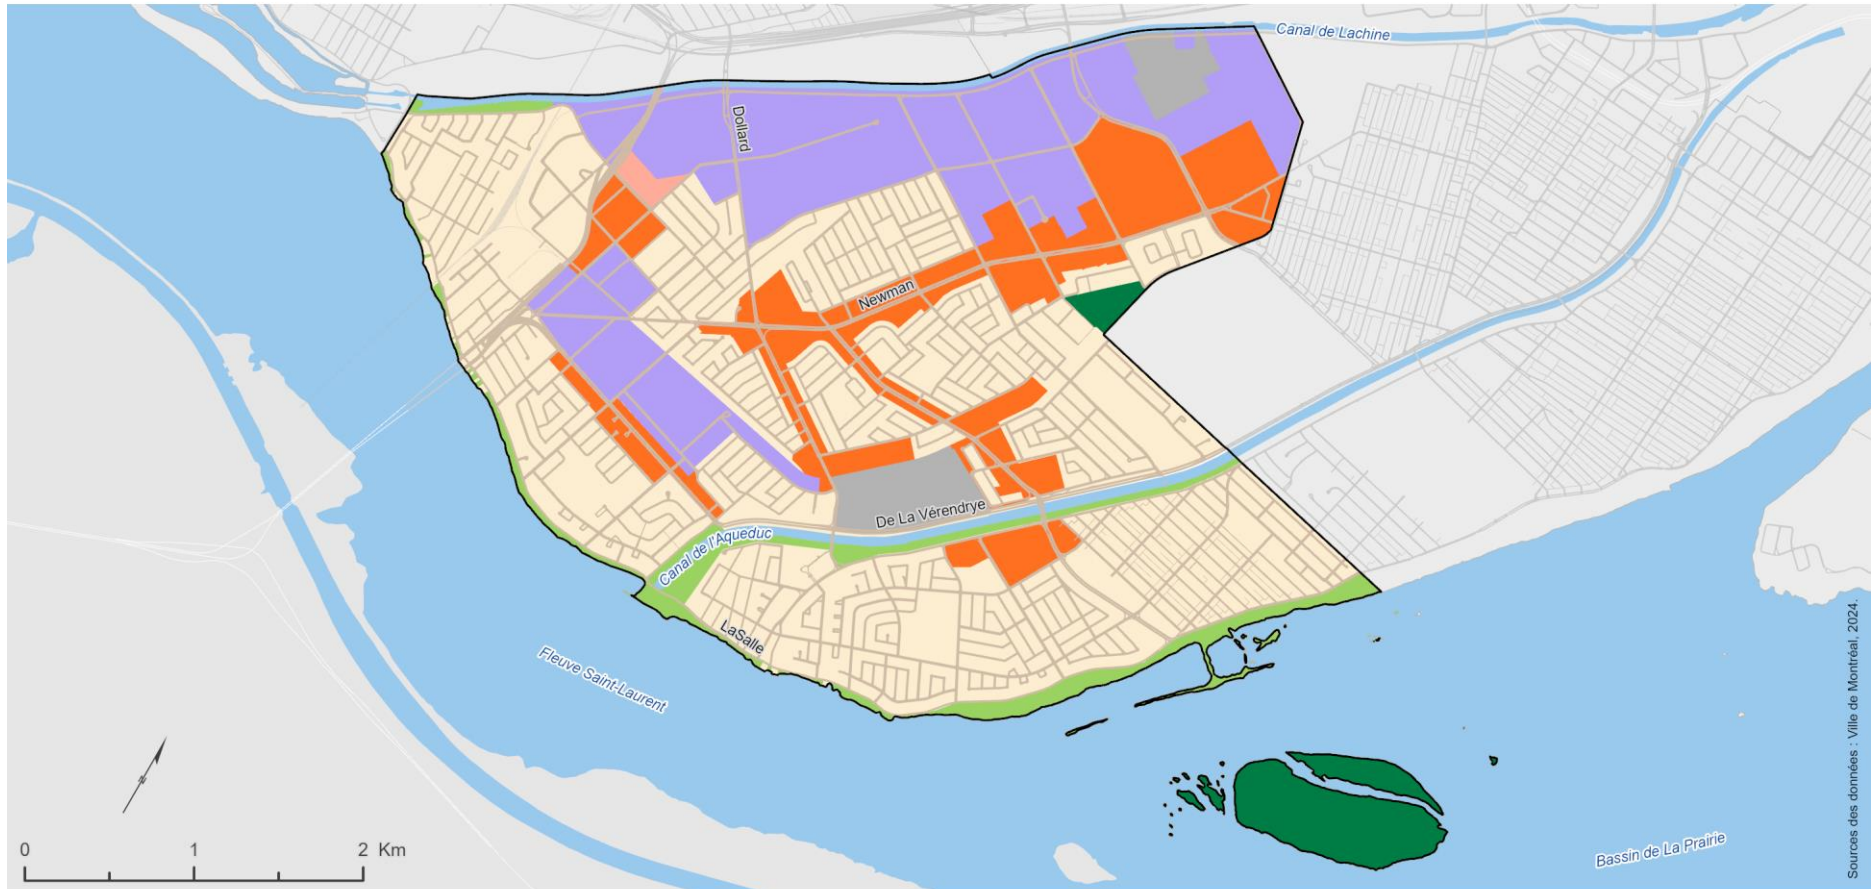 Canal de Lachine
Dollard
Newman
De La Vérendrye
Canal de l'Aqueduc
LaSalle
Fleuve Saint-Laurent
Bassin de La Prairie
N
0 1 2 Km
Sources des données : Ville de Montréal, 2024.